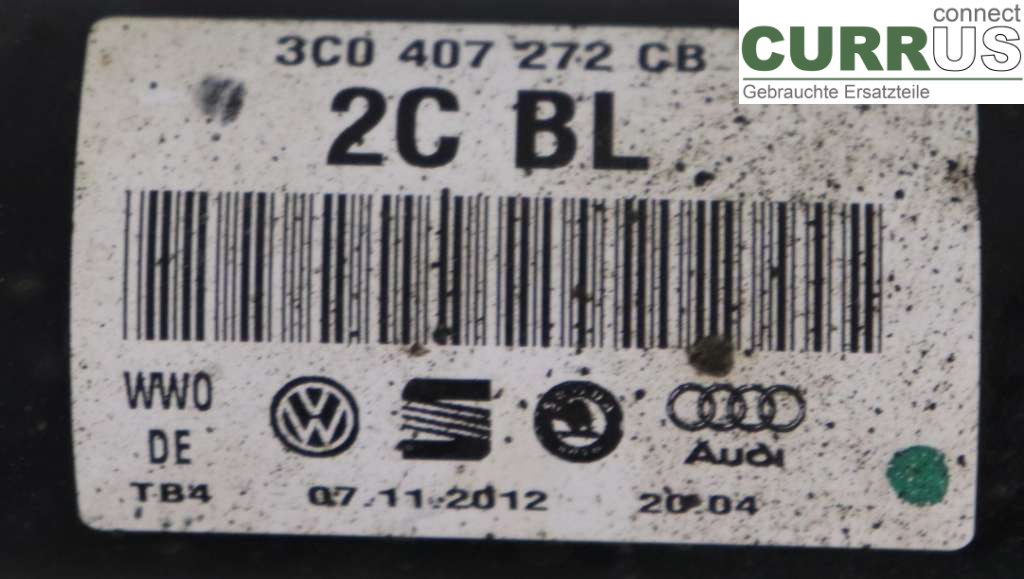 connect
CURRUS
Gebrauchte Ersatzteile
3C0 407 272 CB
2C BL
WWO
DE
Audi
TB4 07.11.2012 20:04